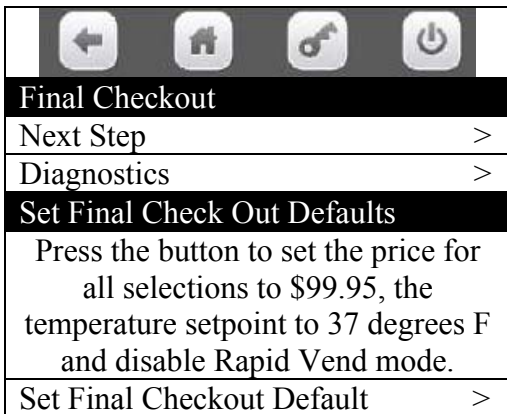 Final Checkout
Next Step >
Diagnostics >
Set Final Check Out Defaults
Press the button to set the price for
all selections to $99.95, the
temperature setpoint to 37 degrees F
and disable Rapid Vend mode.
Set Final Checkout Default >